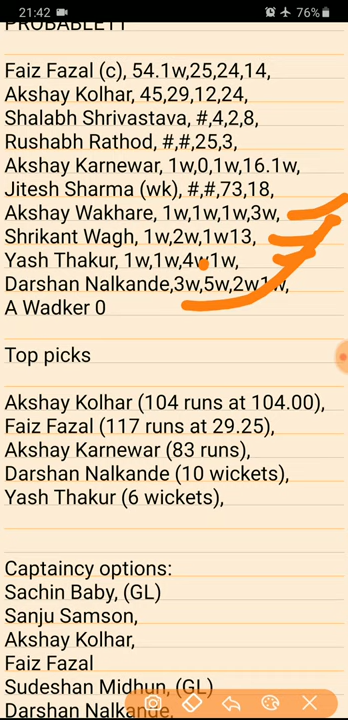 21:42
76%
PROBABLE11
Faiz Fazal (c), 54.1w,25,24,14,
Akshay Kolhar, 45,29,12,24,
Shalabh Shrivastava, #,4,2,8,
Rushabh Rathod, #,#,25,3,
Akshay Karnewar, 1w,0,1w,16.1w,
Jitesh Sharma (wk), #,#,73,18,
Akshay Wakhare, 1w,1w,1w,3w,
Shrikant Wagh, 1w,2w,1w13,
Yash Thakur, 1w,1w,4w1w,
Darshan Nalkande,3w,5w,2w1w,
A Wadker 0
Top picks
Akshay Kolhar (104 runs at 104.00),
Faiz Fazal (117 runs at 29.25),
Akshay Karnewar (83 runs),
Darshan Nalkande (10 wickets),
Yash Thakur (6 wickets),
Captaincy options:
Sachin Baby, (GL)
Sanju Samson,
Akshay Kolhar,
Faiz Fazal
Sudeshan Midhun, (GL)
Darshan Nalkande,